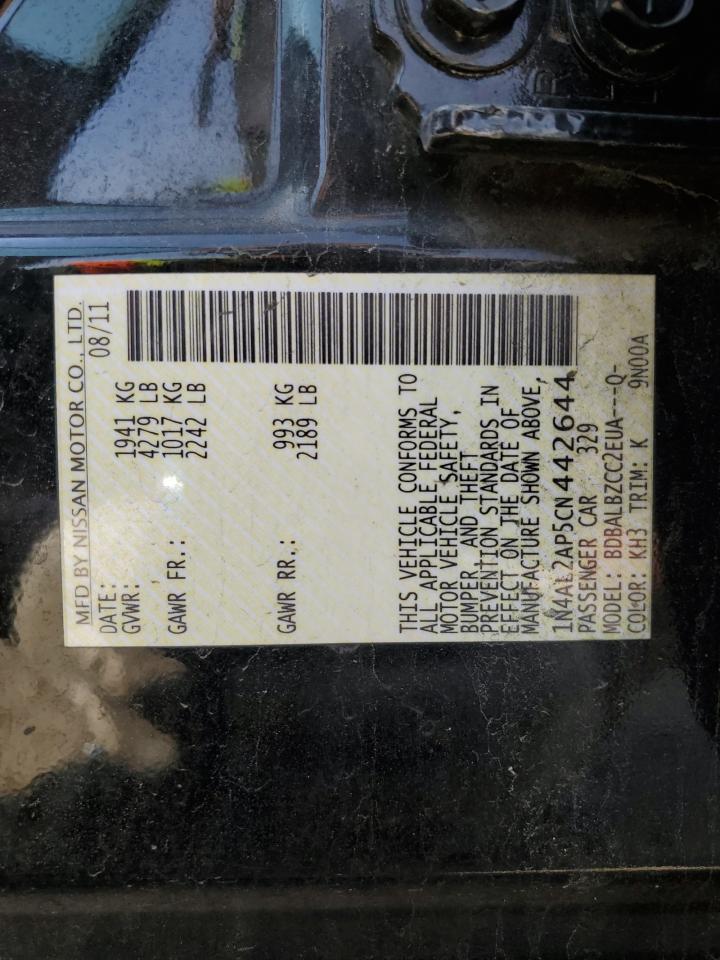 MFD BY NISSAN MOTOR CO., LTD.
DATE: 08/11
GVWR: 1941 KG
4279 LB
GAWR FR.: 1017 KG
2242 LB
GAWR RR.: 993 KG
2189 LB
THIS VEHICLE CONFORMS TO
ALL APPLICABLE FEDERAL
MOTOR VEHICLE SAFETY,
BUMPER AND THEFT
PREVENTION STANDARDS IN
EFFECT ON THE DATE OF
MANUFACTURE SHOWN ABOVE,
1N4AL2AP5CN442644
PASSENGER CAR 329
MODEL: BDBALBZCC2EUA---Q-
COLOR: KH3 TRIM: K 9N00A